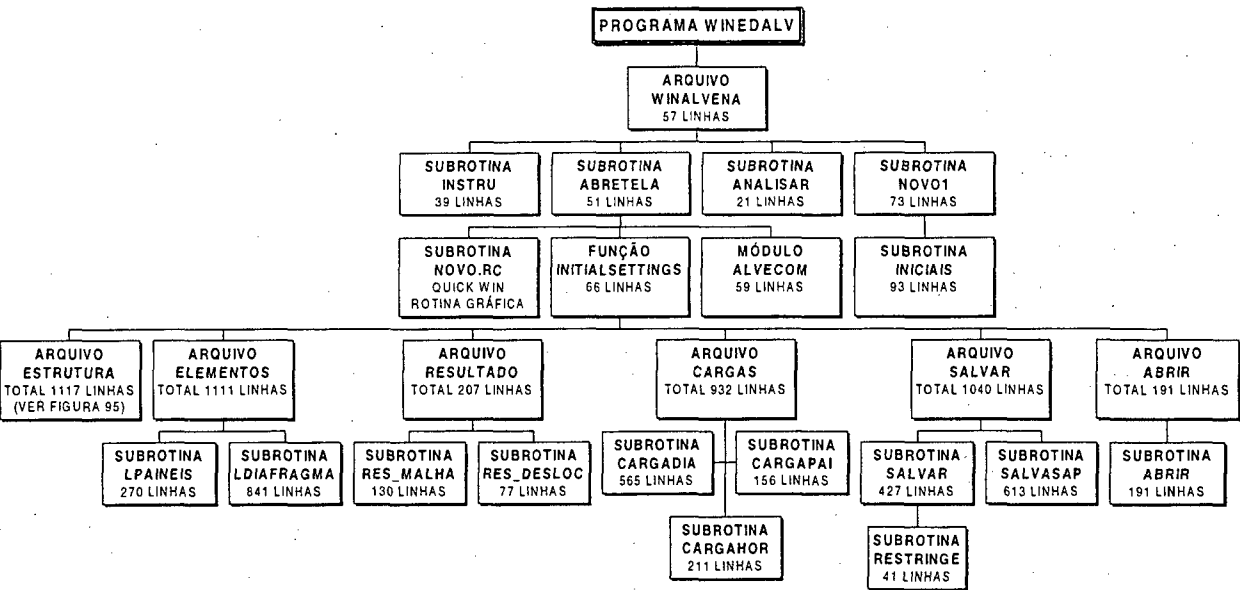 PROGRAMA WINEDALV
ARQUIVO
WINALVENA
57 LINHAS
SUBROTINA
INSTRU
39 LINHAS
SUBROTINA
ABRETELA
51 LINHAS
SUBROTINA
ANALISAR
21 LINHAS
SUBROTINA
NOVO1
73 LINHAS
SUBROTINA
NOVO.RC
QUICK WIN
ROTINA GRÁFICA
FUNÇÃO
INITIALSETTINGS
66 LINHAS
MÓDULO
ALVECOM
59 LINHAS
SUBROTINA
INICIAIS
93 LINHAS
ARQUIVO
ESTRUTURA
TOTAL 1117 LINHAS
(VER FIGURA 95)
ARQUIVO
ELEMENTOS
TOTAL 1111 LINHAS
ARQUIVO
RESULTADO
TOTAL 207 LINHAS
ARQUIVO
CARGAS
TOTAL 932 LINHAS
ARQUIVO
SALVAR
TOTAL 1040 LINHAS
ARQUIVO
ABRIR
TOTAL 191 LINHAS
SUBROTINA
LPAINEIS
270 LINHAS
SUBROTINA
LDIAFRAGMA
841 LINHAS
SUBROTINA
RES_MALHA
130 LINHAS
SUBROTINA
RES_DESLOC
77 LINHAS
SUBROTINA
CARGADIA
565 LINHAS
SUBROTINA
CARGAPAI
156 LINHAS
SUBROTINA
SALVAR
427 LINHAS
SUBROTINA
SALVASAP
613 LINHAS
SUBROTINA
ABRIR
191 LINHAS
SUBROTINA
CARGAHOR
211 LINHAS
SUBROTINA
RESTRINGE
41 LINHAS